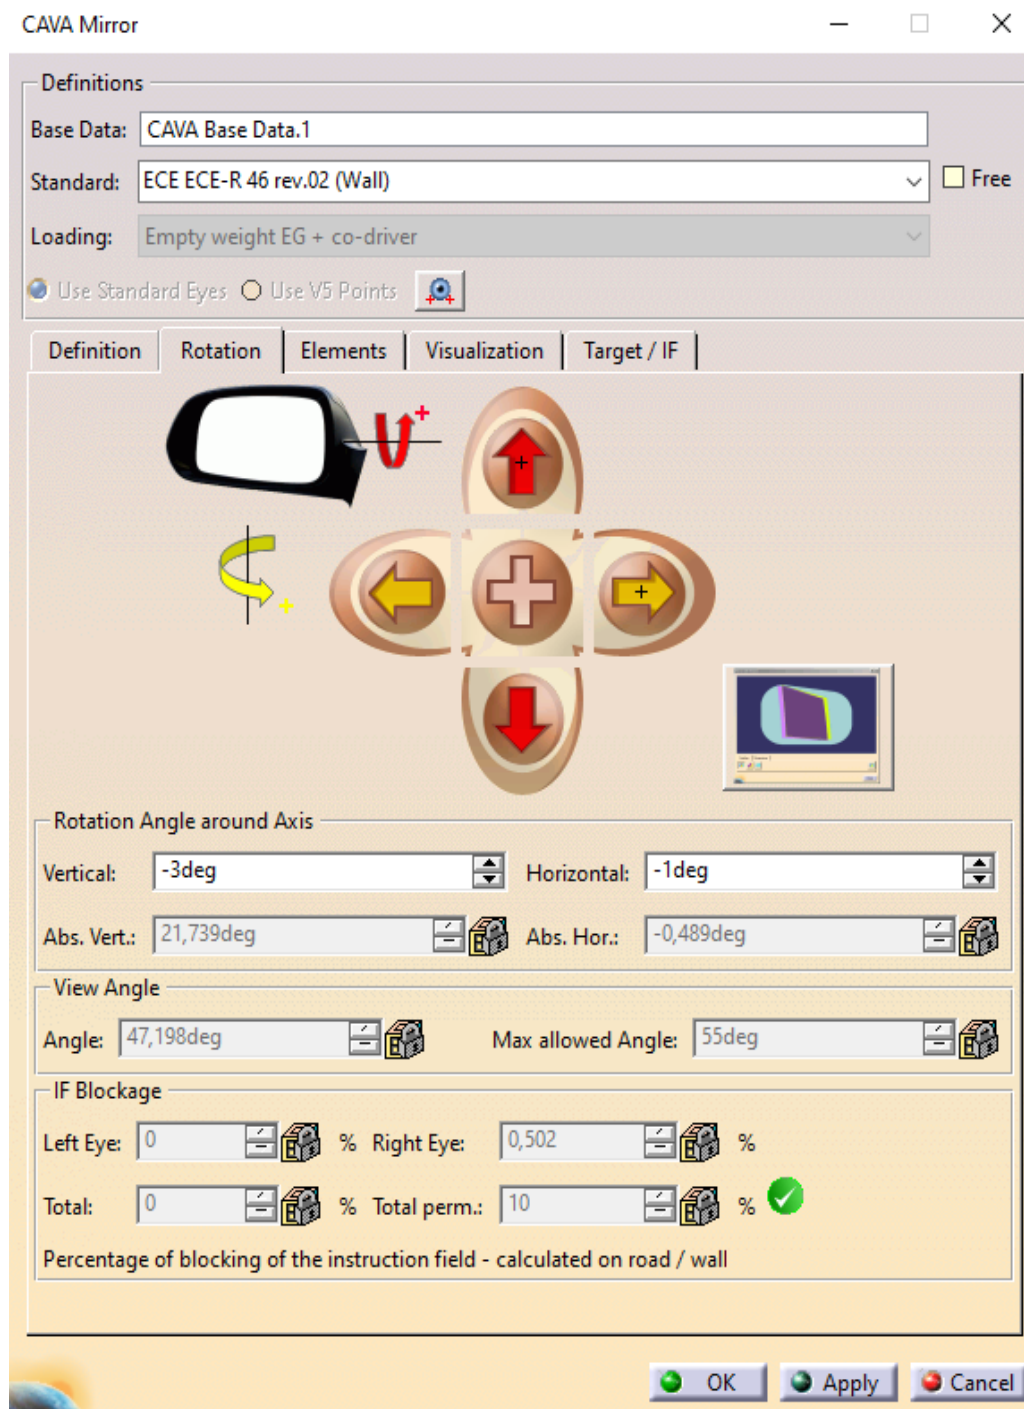 CAVA Mirror
Definitions
Base Data: CAVA Base Data.1
Standard: ECE ECE-R 46 rev.02 (Wall) Free
Loading: Empty weight EG + co-driver
Use Standard Eyes Use V5 Points
Definition Rotation Elements Visualization Target / IF
Rotation Angle around Axis
Vertical: -3deg Horizontal: -1deg
Abs. Vert.: 21,739deg Abs. Hor.: -0,489deg
View Angle
Angle: 47,198deg Max allowed Angle: 55deg
IF Blockage
Left Eye: 0 % Right Eye: 0,502 %
Total: 0 % Total perm.: 10 %
Percentage of blocking of the instruction field - calculated on road / wall
OK Apply Cancel